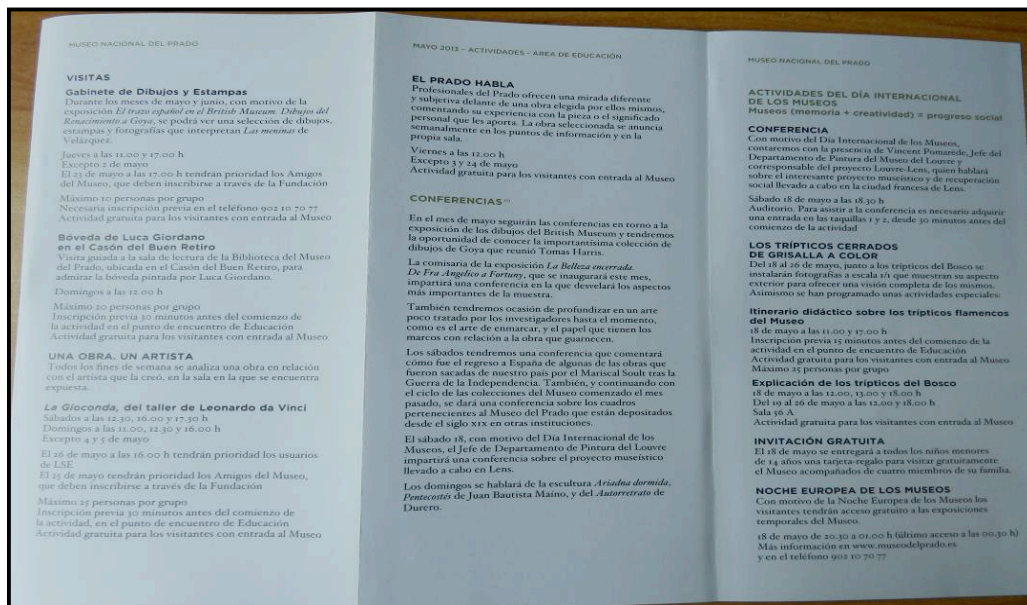 MUSEO NACIONAL DEL PRADO
VISITAS
Gabinete de Dibujos y Estampas
Durante los meses de mayo y junio, con motivo de la
exposición El trazo español en el British Museum. Dibujos del
Renacimiento a Goya, se podrá ver una selección de dibujos,
estampas y fotografías que interpretan Las meninas de
Velázquez.
Jueves a las 11.00 y 17.00 h
Excepto 2 de mayo
El 23 de mayo a las 17.00 h tendrán prioridad los Amigos
del Museo, que deben inscribirse a través de la Fundación
Máximo 10 personas por grupo
Necesaria inscripción previa en el teléfono 902 10 70 77
Actividad gratuita para los visitantes con entrada al Museo
Bóveda de Luca Giordano
en el Casón del Buen Retiro
Visita guiada a la sala de lectura de la Biblioteca del Museo
del Prado, ubicada en el Casón del Buen Retiro, para
admirar la bóveda pintada por Luca Giordano.
Domingos a las 12.00 h
Máximo 20 personas por grupo
Inscripción previa 30 minutos antes del comienzo de
la actividad en el punto de encuentro de Educación
Actividad gratuita para los visitantes con entrada al Museo
UNA OBRA. UN ARTISTA
Todos los fines de semana se analiza una obra en relación
con el artista que la creó, en la sala en la que se encuentra
expuesta.
La Gioconda, del taller de Leonardo da Vinci
Sábados a las 12.30, 16.00 y 17.30 h
Domingos a las 11.00, 12.30 y 16.00 h
Excepto 4 y 5 de mayo
El 26 de mayo a las 16.00 h tendrán prioridad los usuarios
de LSE
El 25 de mayo tendrán prioridad los Amigos del Museo,
que deben inscribirse a través de la Fundación
Máximo 25 personas por grupo
Inscripción previa 30 minutos antes del comienzo de
la actividad, en el punto de encuentro de Educación
Actividad gratuita para los visitantes con entrada al Museo
MAYO 2013 - ACTIVIDADES - ÁREA DE EDUCACIÓN
EL PRADO HABLA
Profesionales del Prado ofrecen una mirada diferente
y subjetiva delante de una obra elegida por ellos mismos,
comentando su experiencia con la pieza o el significado
personal que les aporta. La obra seleccionada se anuncia
semanalmente en los puntos de información y en la
propia sala.
Viernes a las 12.00 h
Excepto 3 y 24 de mayo
Actividad gratuita para los visitantes con entrada al Museo
CONFERENCIAS
En el mes de mayo seguirán las conferencias en torno a la
exposición de los dibujos del British Museum y tendremos
la oportunidad de conocer la importantísima colección de
dibujos de Goya que reunió Tomas Harris.
La comisaria de la exposición La Belleza encerrada.
De Fra Angelico a Fortuny, que se inaugurará este mes,
impartirá una conferencia en la que desvelará los aspectos
más importantes de la muestra.
También tendremos ocasión de profundizar en un arte
poco tratado por los investigadores hasta el momento,
como es el arte de enmarcar, y el papel que tienen los
marcos con relación a la obra que guarnecen.
Los sábados tendremos una conferencia que comentará
cómo fue el regreso a España de algunas de las obras que
fueron sacadas de nuestro país por el Mariscal Soult tras la
Guerra de la Independencia. También, y continuando con
el ciclo de las colecciones del Museo comenzado el mes
pasado, se dará una conferencia sobre los cuadros
pertenecientes al Museo del Prado que están depositados
desde el siglo XIX en otras instituciones.
El sábado 18, con motivo del Día Internacional de los
Museos, el Jefe de Departamento de Pintura del Louvre
impartirá una conferencia sobre el proyecto museístico
llevado a cabo en Lens.
Los domingos se hablará de la escultura Ariadna dormida,
Pentecostés de Juan Bautista Maíno, y del Autorretrato de
Durero.
MUSEO NACIONAL DEL PRADO
ACTIVIDADES DEL DÍA INTERNACIONAL
DE LOS MUSEOS
Museos (memoria + creatividad) = progreso social
CONFERENCIA
Con motivo del Día Internacional de los Museos,
contaremos con la presencia de Vincent Pomarède, Jefe del
Departamento de Pintura del Museo del Louvre y
corresponsable del proyecto Louvre-Lens, quien hablará
sobre el interesante proyecto museístico y de recuperación
social llevado a cabo en la ciudad francesa de Lens.
Sábado 18 de mayo a las 18.30 h
Auditorio. Para asistir a la conferencia es necesario adquirir
una entrada en las taquillas 1 y 2, desde 30 minutos antes del
comienzo de la actividad
LOS TRÍPTICOS CERRADOS
DE GRISALLA A COLOR
Del 18 al 26 de mayo, junto a los trípticos del Bosco se
instalarán fotografías a escala 1/1 que muestran su aspecto
exterior para ofrecer una visión completa de los mismos.
Asimismo se han programado unas actividades especiales:
Itinerario didáctico sobre los trípticos flamencos
del Museo
18 de mayo a las 11.00 y 17.00 h
Inscripción previa 15 minutos antes del comienzo de la
actividad en el punto de encuentro de Educación
Actividad gratuita para los visitantes con entrada al Museo
Máximo 25 personas por grupo
Explicación de los trípticos del Bosco
18 de mayo a las 12.00, 13.00 y 18.00 h
Del 19 al 26 de mayo a las 12.00 y 18.00 h
Sala 56 A
Actividad gratuita para los visitantes con entrada al Museo
INVITACIÓN GRATUITA
El 18 de mayo se entregará a todos los niños menores
de 14 años una tarjeta-regalo para visitar gratuitamente
el Museo acompañados de cuatro miembros de su familia.
NOCHE EUROPEA DE LOS MUSEOS
Con motivo de la Noche Europea de los Museos los
visitantes tendrán acceso gratuito a las exposiciones
temporales del Museo.
18 de mayo de 20.30 a 01.00 h (último acceso a las 00.30 h)
Más información en www.museodelprado.es
y en el teléfono 902 10 70 77